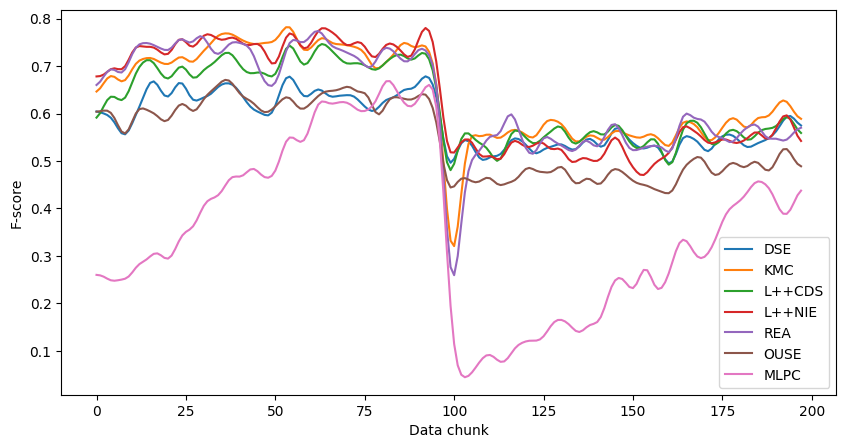 0.8
0.7
0.6
0.5
0.4
0.3
0.2
0.1
F-score
0
25
50
75
100
125
150
175
200
Data chunk
DSE
KMC
L++CDS
L++NIE
REA
OUSE
MLPC